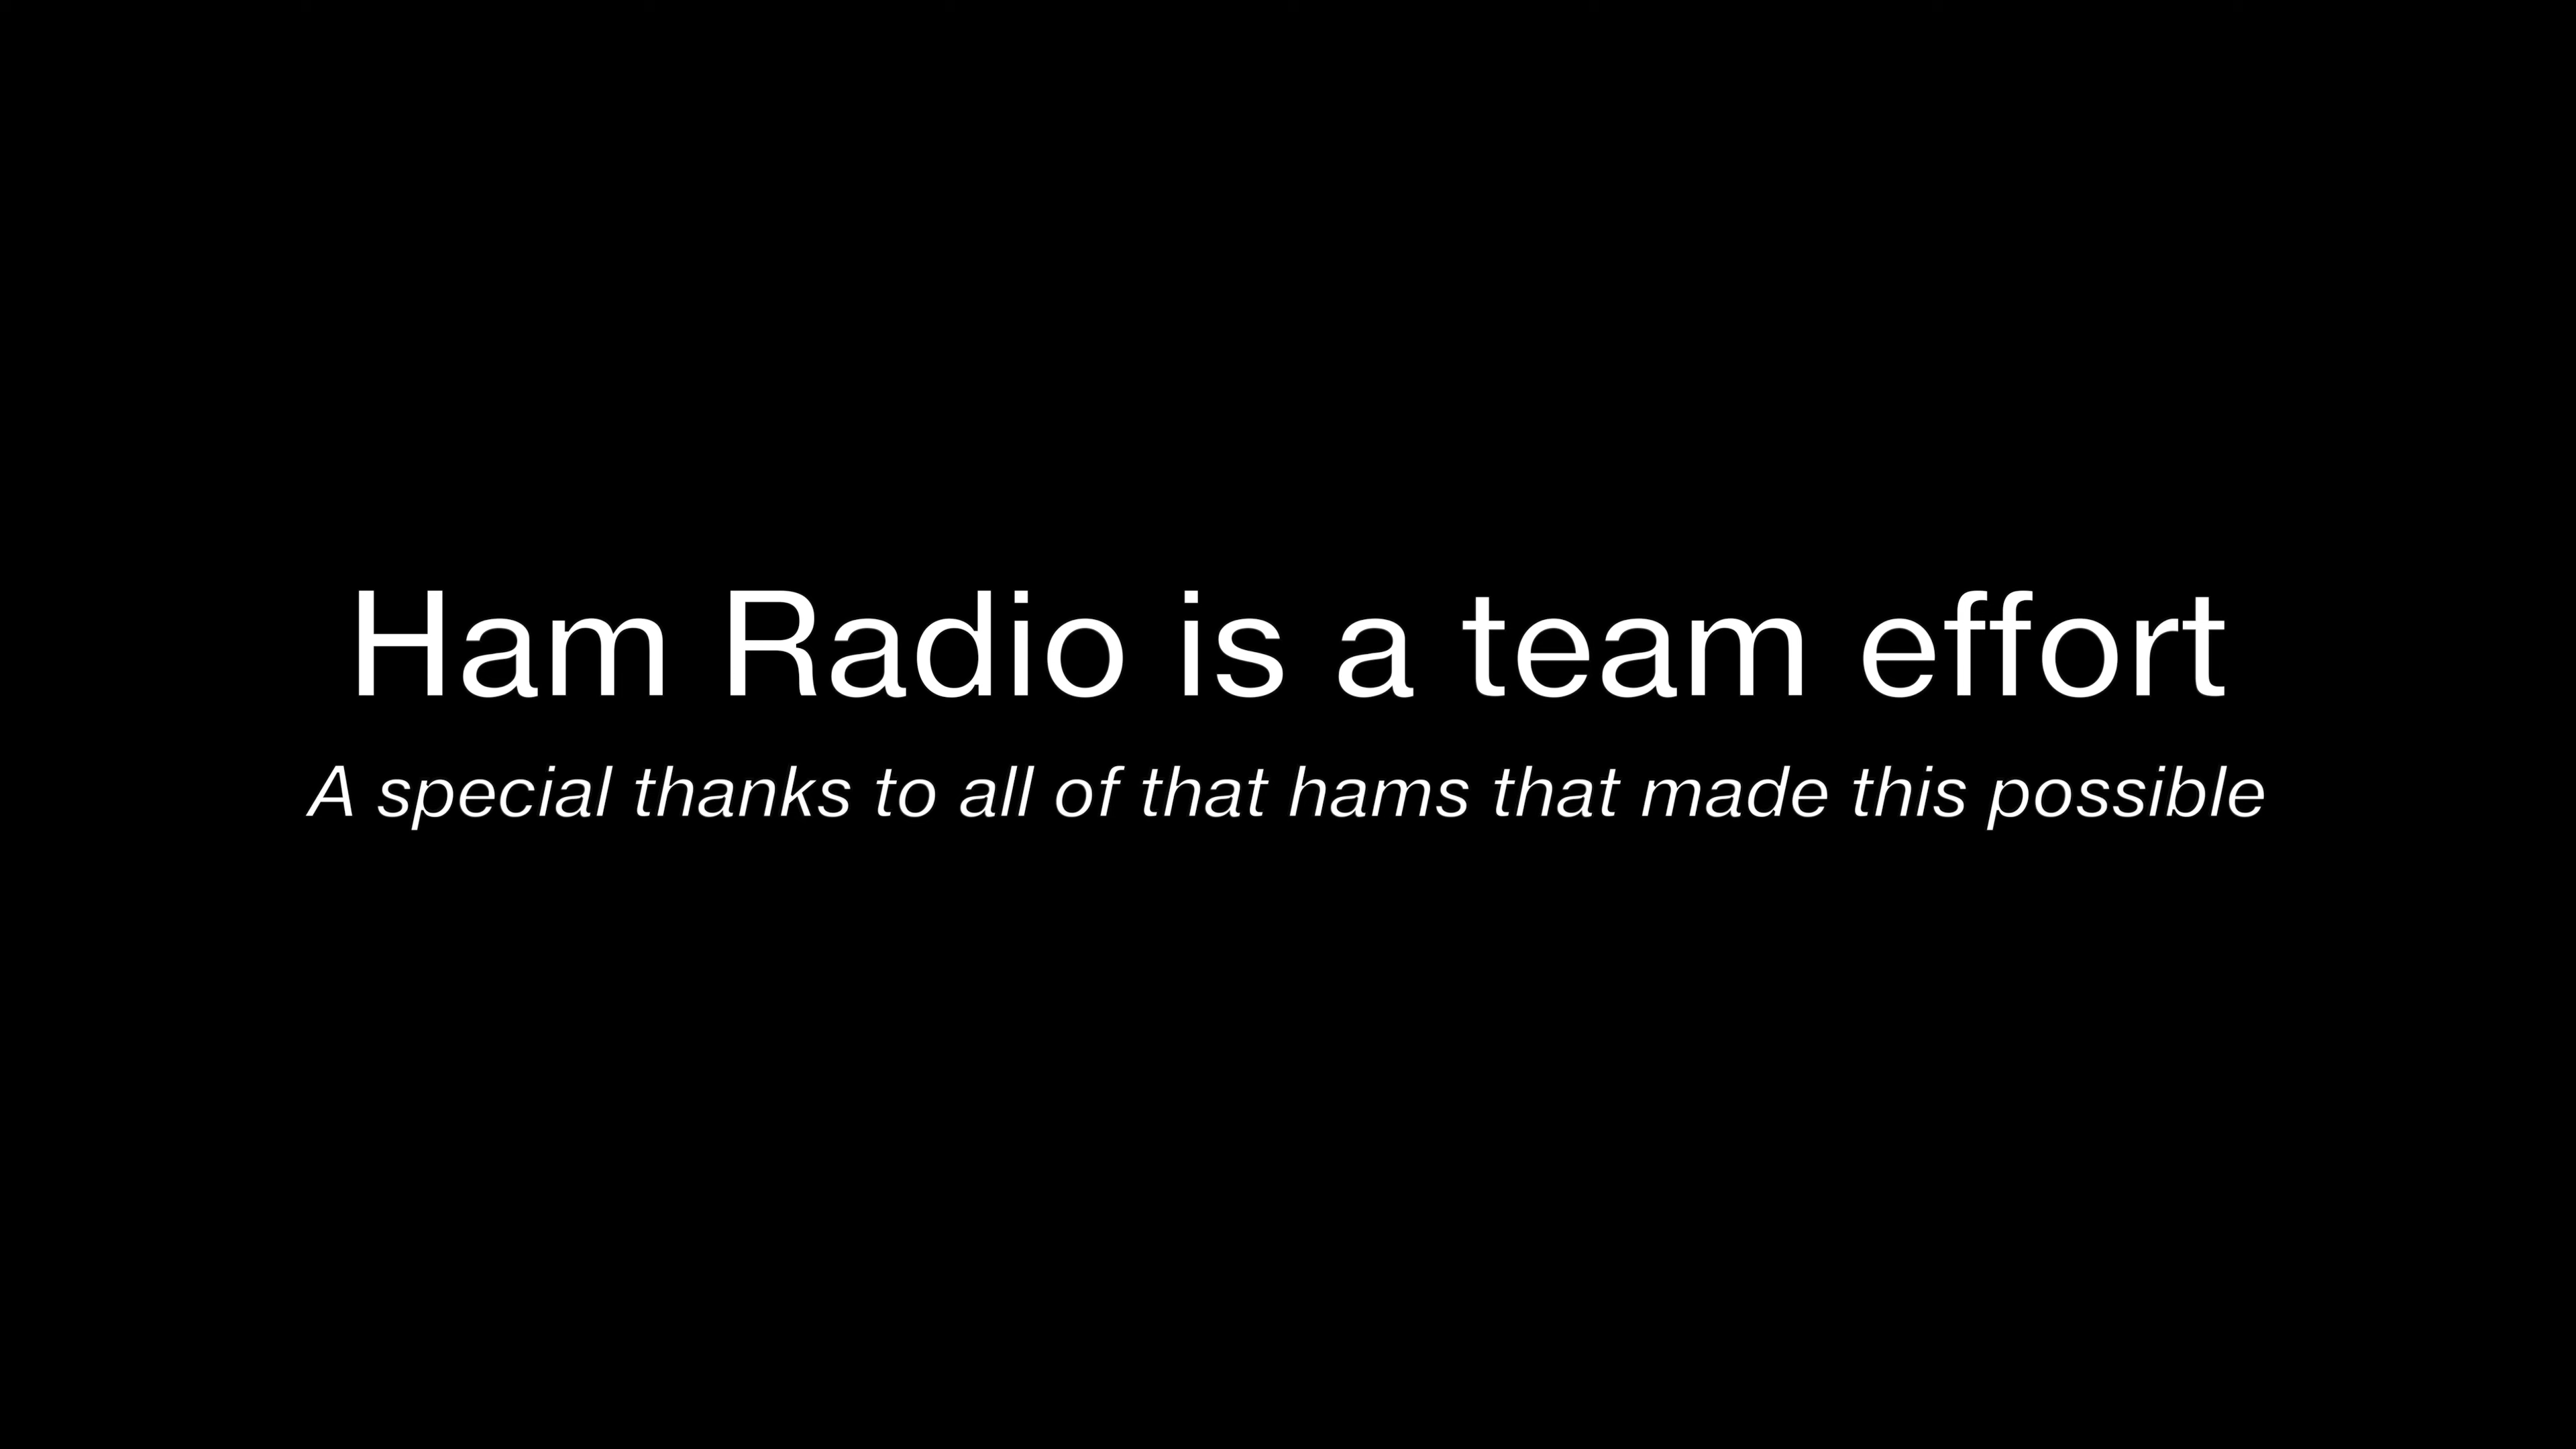 Ham Radio is a team effort
A special thanks to all of that hams that made this possible